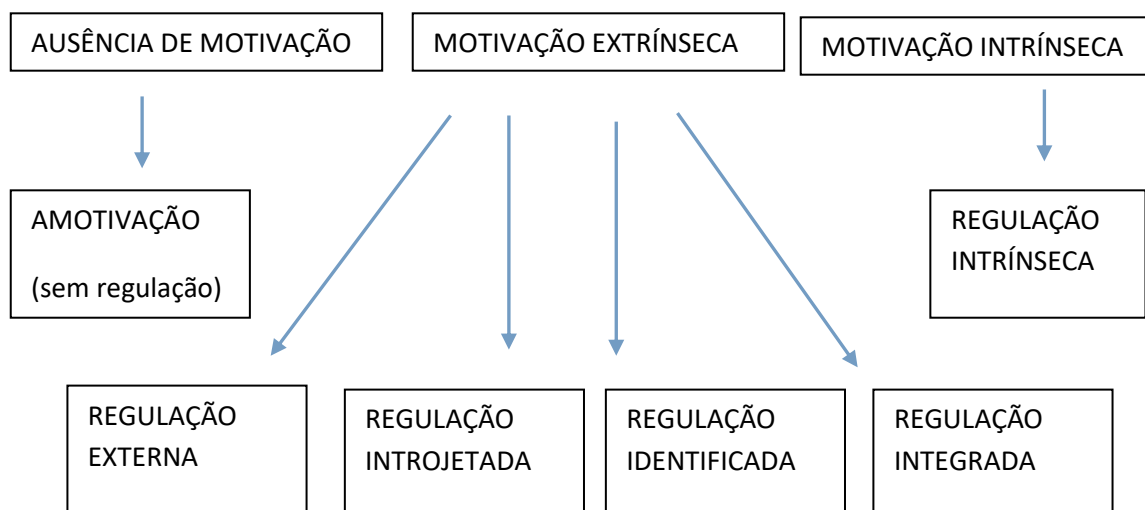 AUSÊNCIA DE MOTIVAÇÃO
MOTIVAÇÃO EXTRÍNSECA
MOTIVAÇÃO INTRÍNSECA
AMOTIVAÇÃO
(sem regulação)
REGULAÇÃO
INTRÍNSECA
REGULAÇÃO
EXTERNA
REGULAÇÃO
INTROJETADA
REGULAÇÃO
IDENTIFICADA
REGULAÇÃO
INTEGRADA